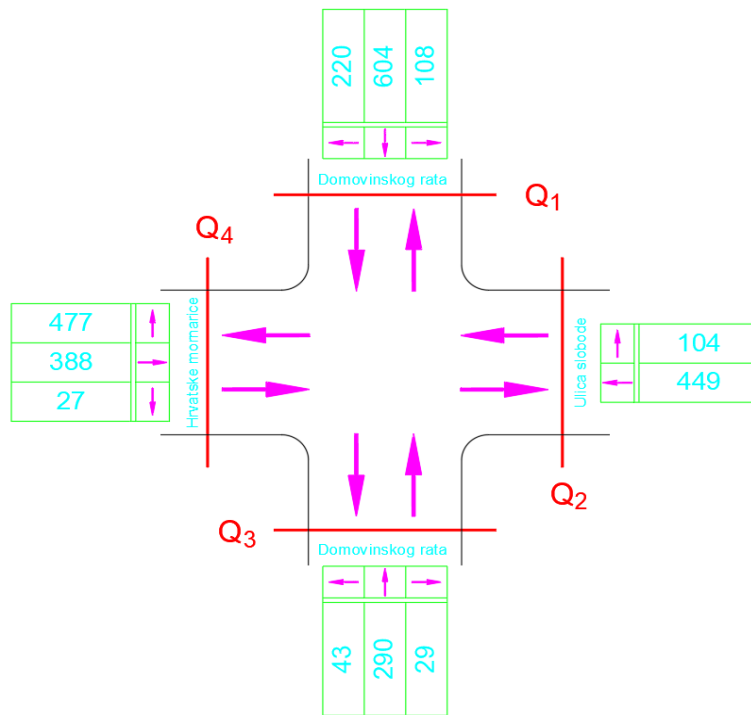 220 604 108
Domovinskog rata
Q1
Q4
477
388
27
Hrvatske mornarice
Ulica slobode
104
449
Q2
Q3
Domovinskog rata
43 290 29